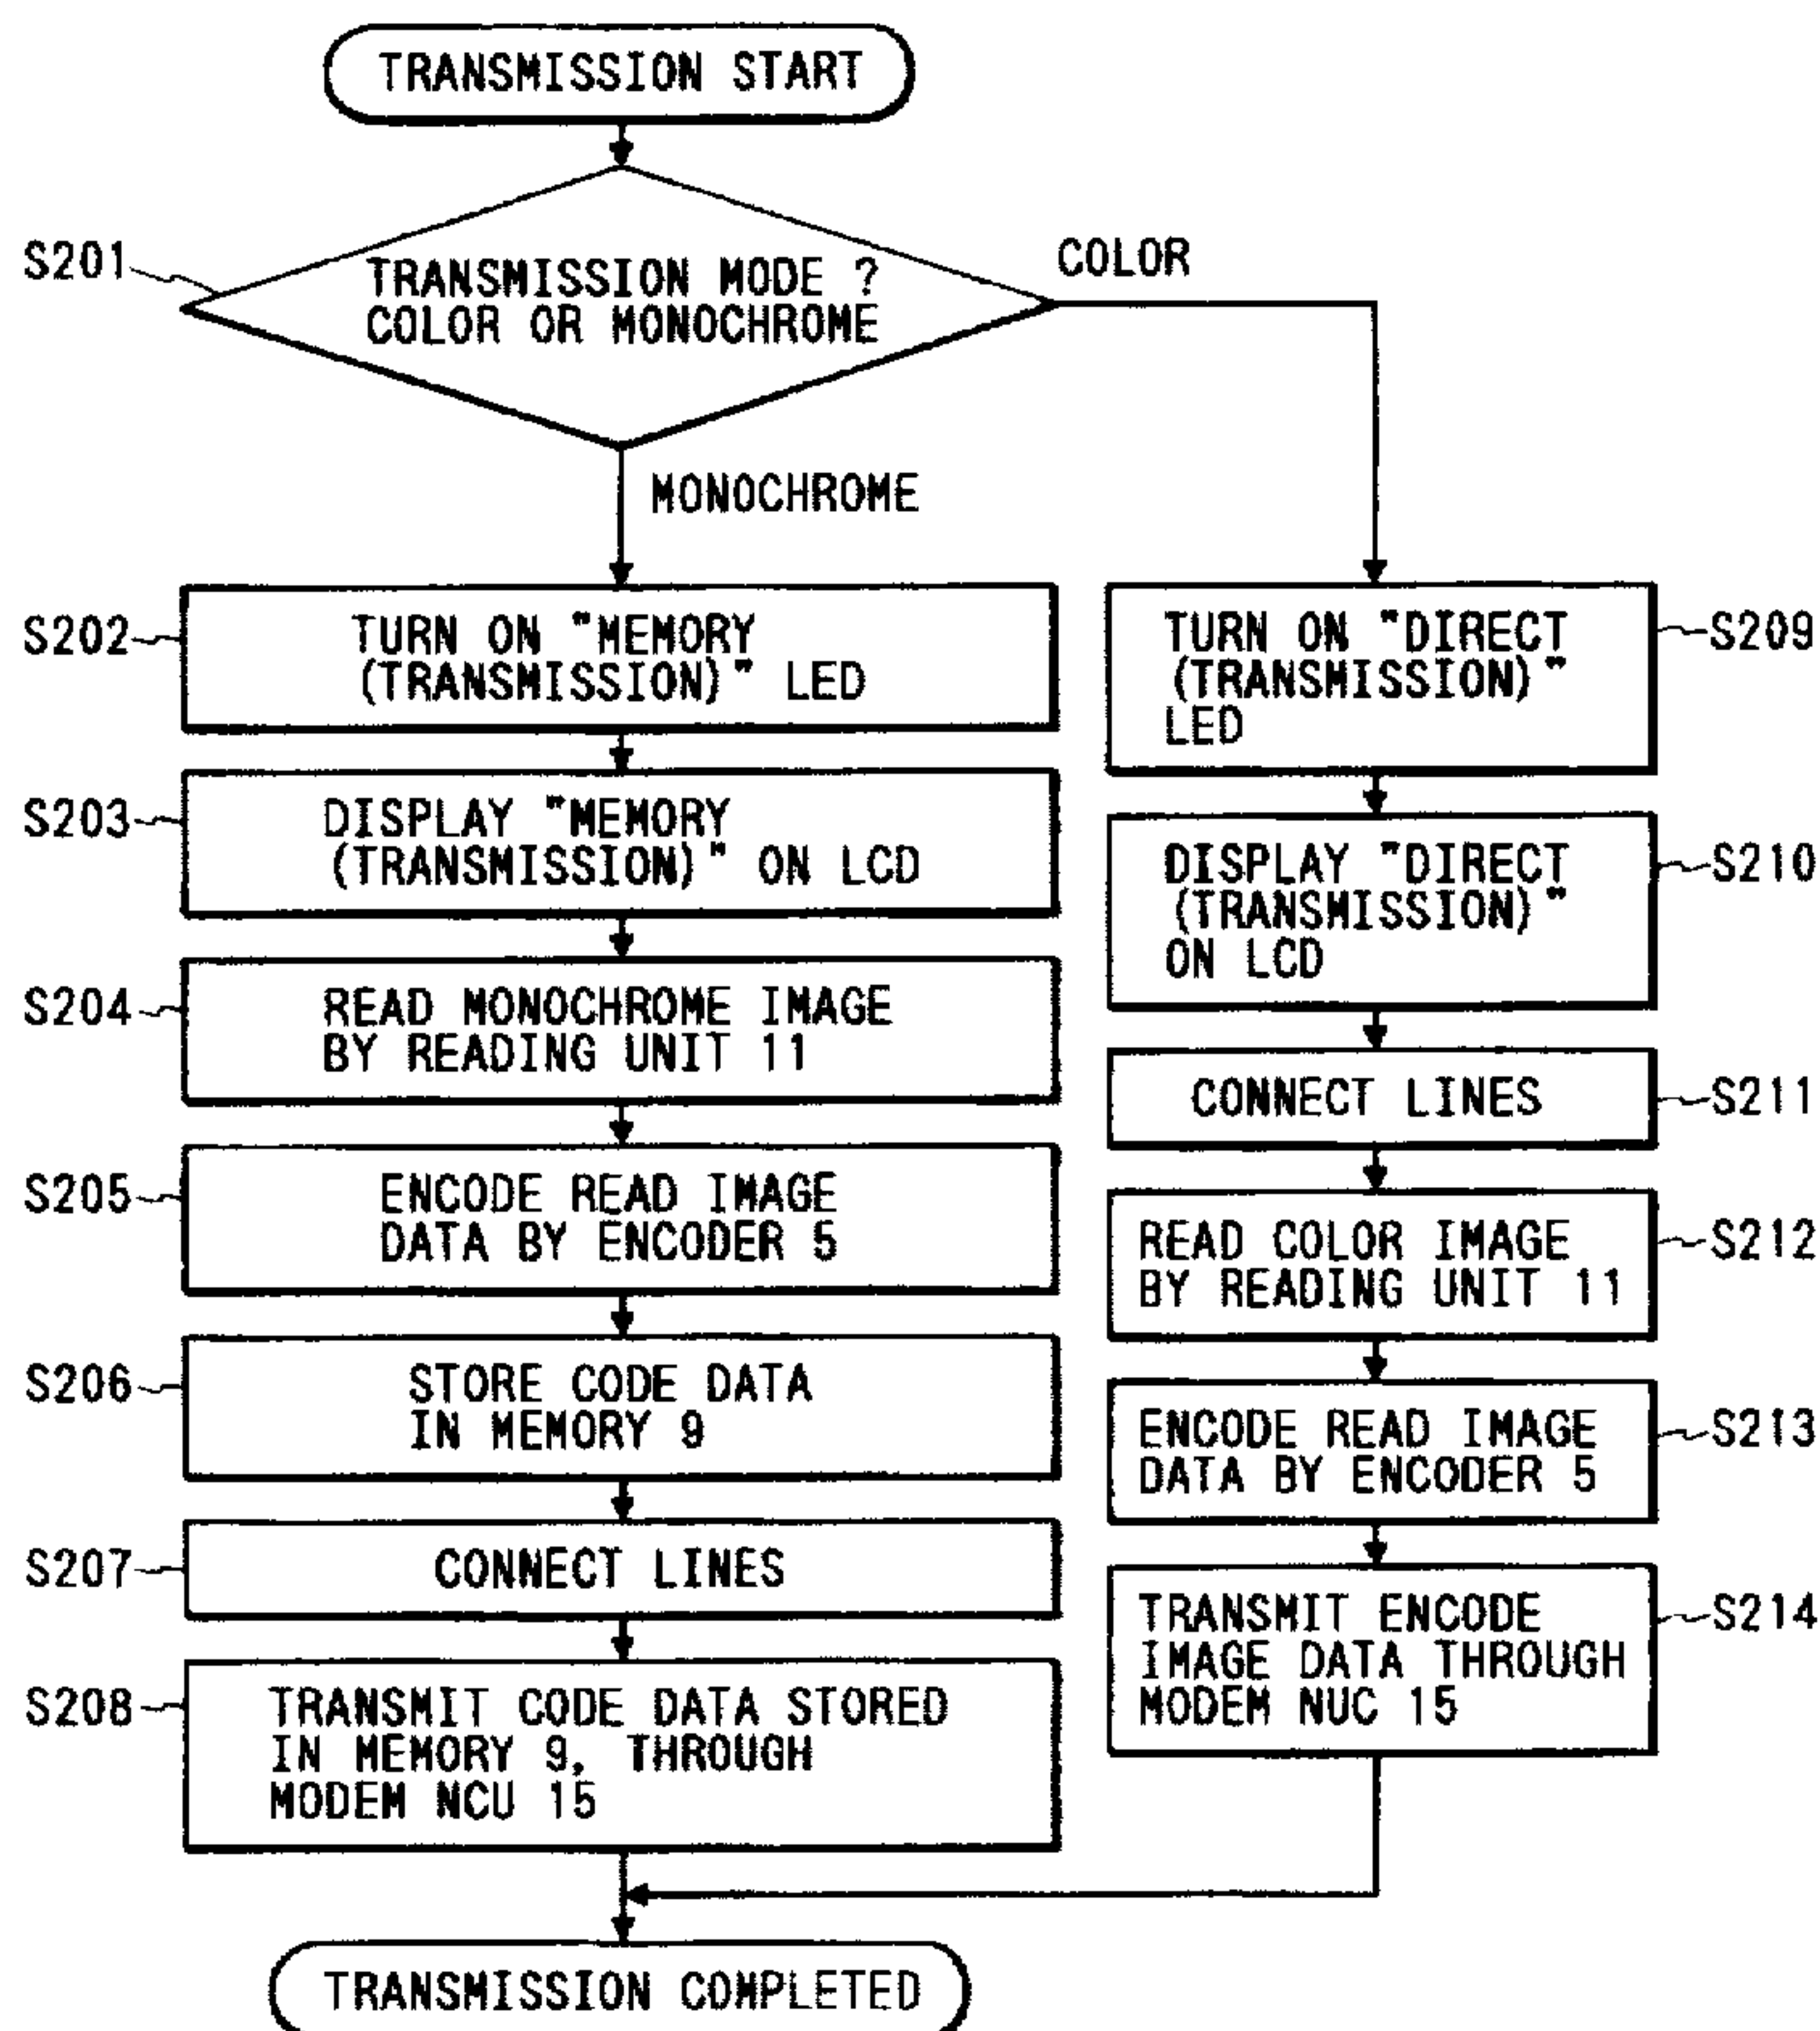 TRANSMISSION START
S201
TRANSMISSION MODE ?
COLOR OR MONOCHROME
COLOR
MONOCHROME
S202
TURN ON "MEMORY
(TRANSMISSION)" LED
S203
DISPLAY "MEMORY
(TRANSMISSION)" ON LCD
S204
READ MONOCHROME IMAGE
BY READING UNIT 11
S205
ENCODE READ IMAGE
DATA BY ENCODER 5
S206
STORE CODE DATA
IN MEMORY 9
S207
CONNECT LINES
S208
TRANSMIT CODE DATA STORED
IN MEMORY 9, THROUGH
MODEM NCU 15
TURN ON "DIRECT
(TRANSMISSION)"
LED
S209
DISPLAY "DIRECT
(TRANSMISSION)"
ON LCD
S210
CONNECT LINES
S211
READ COLOR IMAGE
BY READING UNIT 11
S212
ENCODE READ IMAGE
DATA BY ENCODER 5
S213
TRANSMIT ENCODE
IMAGE DATA THROUGH
MODEM NUC 15
S214
TRANSMISSION COMPLETED